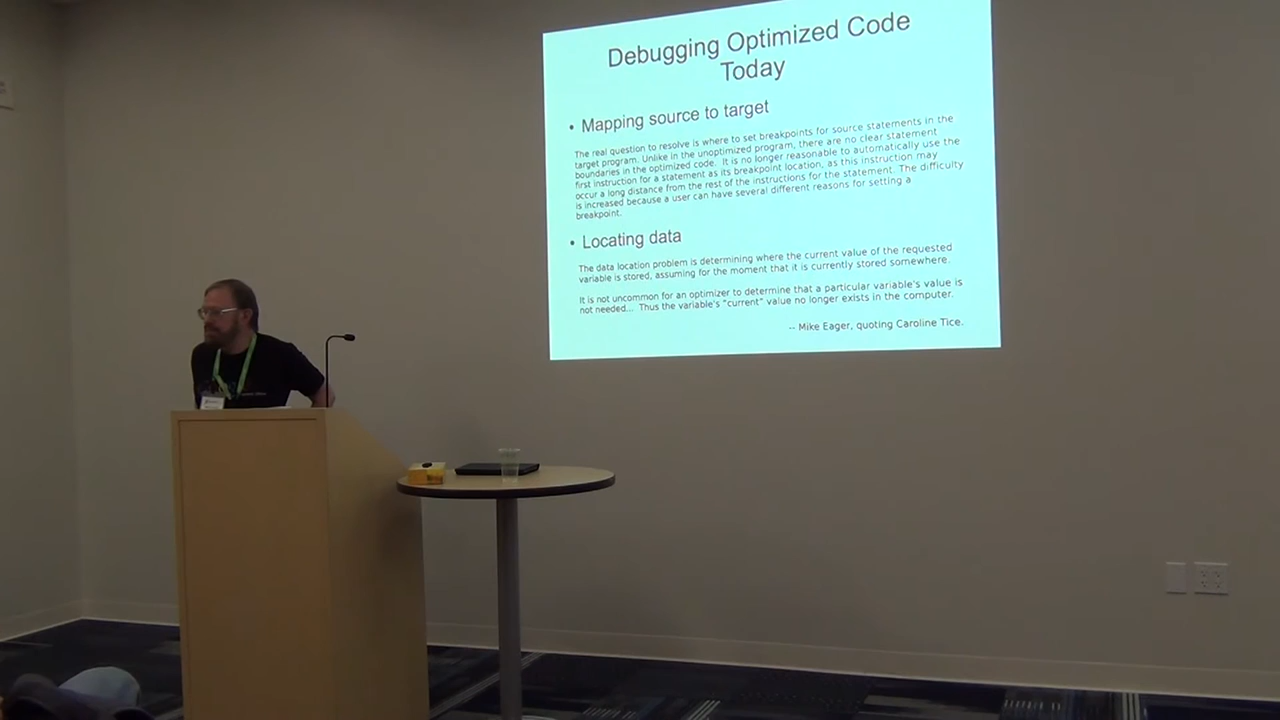 Debugging Optimized Code
Today
• Mapping source to target
The real question to resolve is where to set breakpoints for source statements in the
target program. Unlike in the unoptimized program, there are no clear statement
boundaries in the optimized code. It is no longer reasonable to automatically use the
first instruction for a statement as its breakpoint location, as this instruction may
occur a long distance from the rest of the instructions for the statement. The difficulty
is increased because a user can have several different reasons for setting a
breakpoint.
• Locating data
The data location problem is determining where the current value of the requested
variable is stored, assuming for the moment that it is currently stored somewhere.
It is not uncommon for an optimizer to determine that a particular variable's value is
not needed... Thus the variable's "current" value no longer exists in the computer.
-- Mike Eager, quoting Caroline Tice.